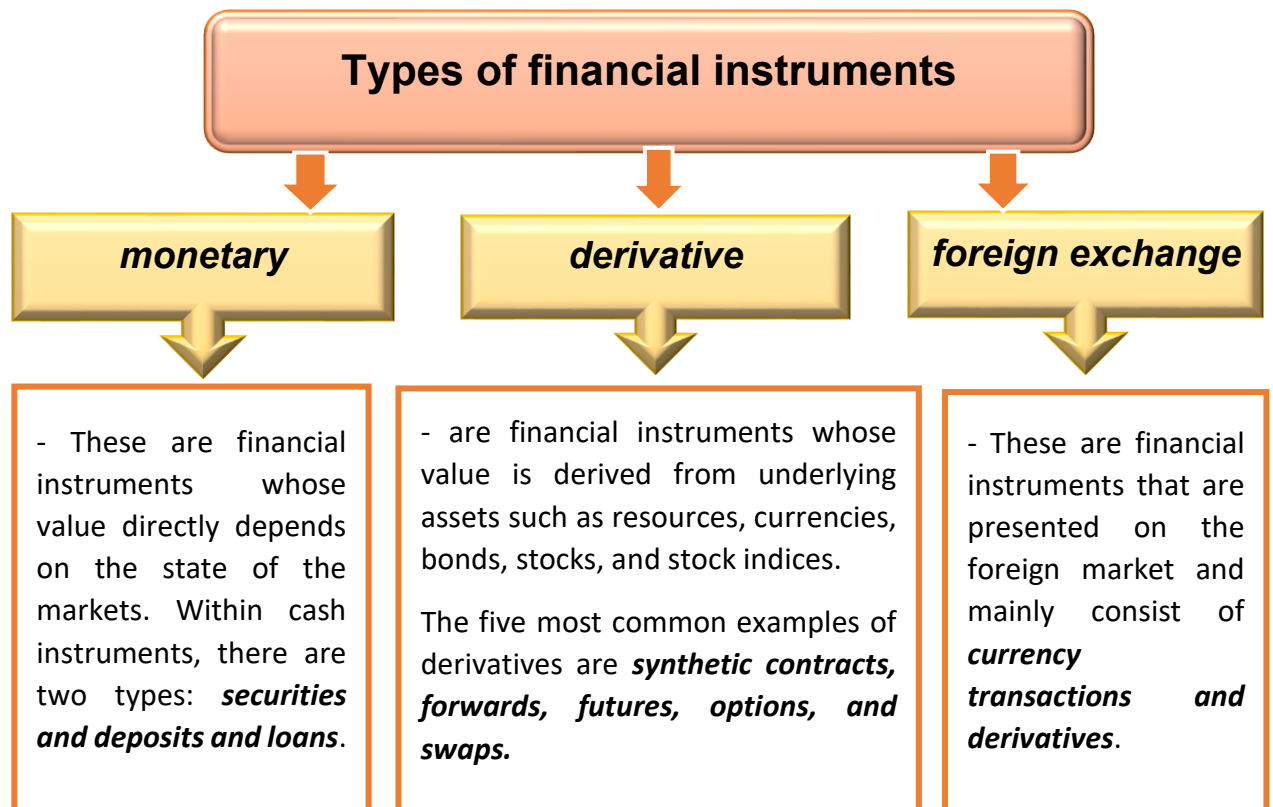 Types of financial instruments
monetary
derivative
foreign exchange
- These are financial
instruments whose
value directly depends
on the state of the
markets. Within cash
instruments, there are
two types: securities
and deposits and loans.
- are financial instruments whose
value is derived from underlying
assets such as resources, currencies,
bonds, stocks, and stock indices.
The five most common examples of
derivatives are synthetic contracts,
forwards, futures, options, and
swaps.
- These are financial
instruments that are
presented on the
foreign market and
mainly consist of
currency
transactions and
derivatives.